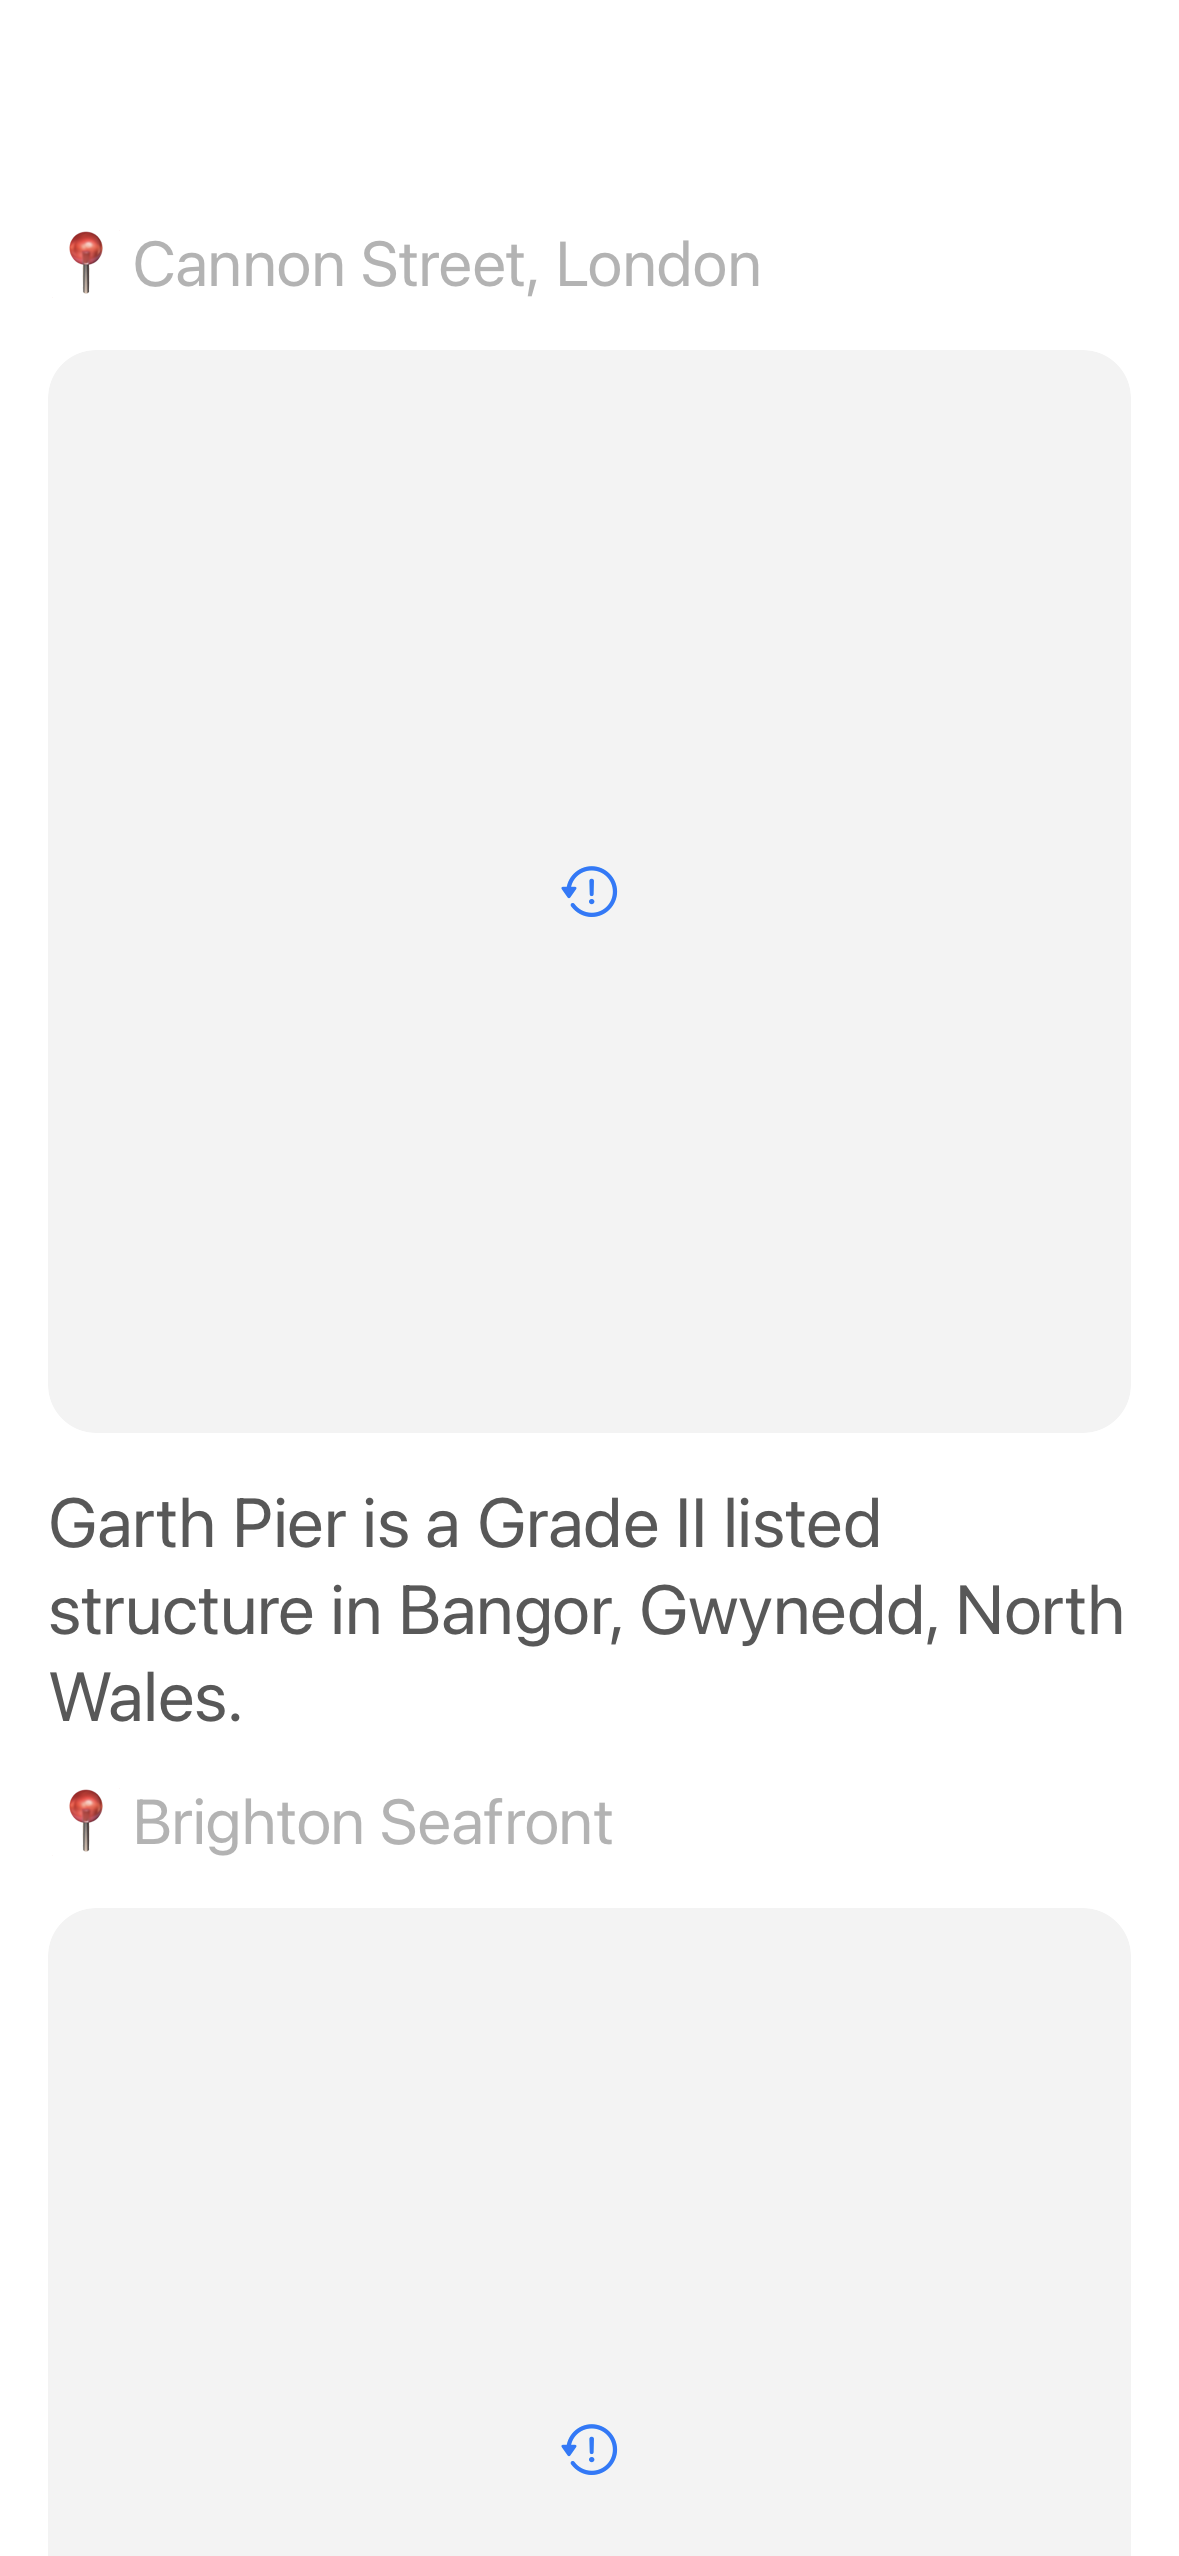 📍 Cannon Street, London
Garth Pier is a Grade II listed
structure in Bangor, Gwynedd, North
Wales.
📍 Brighton Seafront